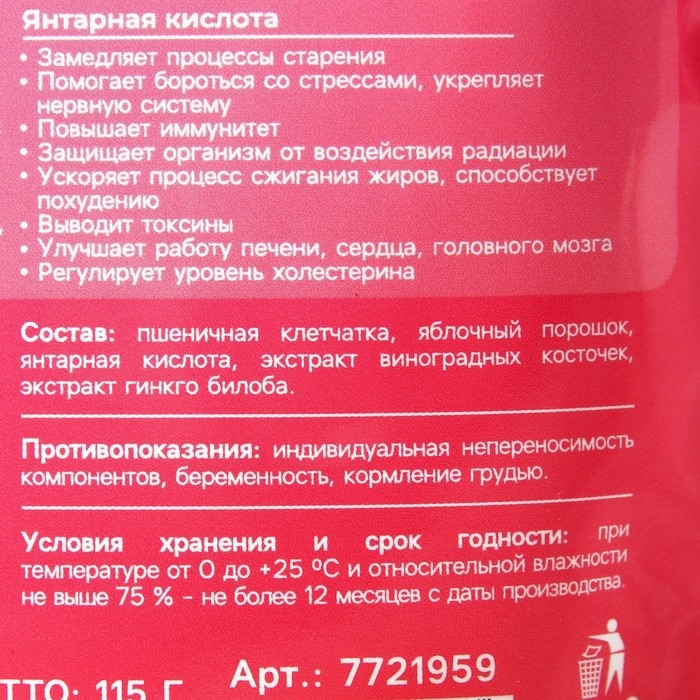 Янтарная кислота
• Замедляет процессы старения
• Помогает бороться со стрессами, укрепляет
нервную систему
• Повышает иммунитет
• Защищает организм от воздействия радиации
• Ускоряет процесс сжигания жиров, способствует
похудению
• Выводит токсины
• Улучшает работу печени, сердца, головного мозга
• Регулирует уровень холестерина
Состав: пшеничная клетчатка, яблочный порошок,
янтарная кислота, экстракт виноградных косточек,
экстракт гинкго билоба.
Противопоказания: индивидуальная непереносимость
компонентов, беременность, кормление грудью.
Условия хранения и срок годности: при
температуре от 0 до +25 ºС и относительной влажности
не выше 75 % - не более 12 месяцев с даты производства.
ТТО: 115 г Арт.: 7721959